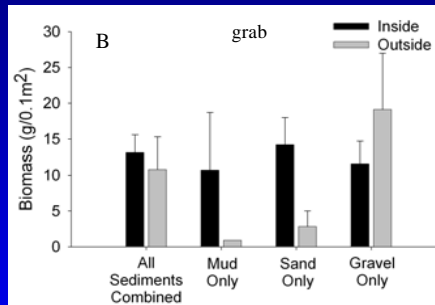 B
grab
Inside
Outside
Biomass (g/0.1m²)
30
25
20
15
10
5
0
All
Sediments
Combined
Mud
Only
Sand
Only
Gravel
Only